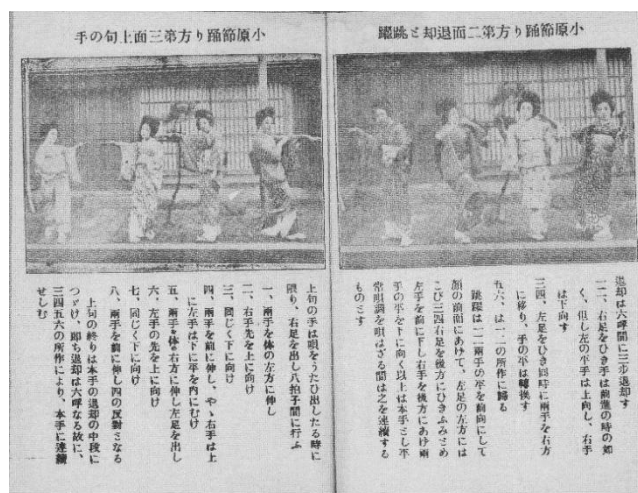 小原節踊り方第二面退却と跳躍
退却は六呼間に三歩退却す
一二、右足をひき手は前進の時の如
く、但し左の平手は上向し、右手
は下向す
三四、左足をひき同時に兩手を右方
に移り、手の平は轉換す
五六、は一二の所作に歸る
跳躍は一二兩手の平を前向にして
顔の前面にあけて、左足の左方には
こび三四右足を後方にひきふみとめ
左手を前に下し右手を後方にあけ兩
手の平を下に向く以上は本手とし平
常唄調を唄はざる間は之を連續する
ものとす
小原節踊り方第三面上句の手
上句の手は唄をうたひ出したる時に
限り、右足を出し八拍子間に行ふ
一、兩手を体の左方に伸し
二、右手先を上に向け
三、同じく下に向け
四、兩手を前に伸し、やゝ右手は上
に左手は下に平を内にむけ
五、兩手を体の右方に伸し左足を出し
六、左手の先を上に向け
七、同じく下に向け
八、兩手を前に伸し四の反對となる
上句の終りは本手の退却の中段に
つゞけ、即ち退却は六呼なる故に、
三四五六の所作により、本手に連續
せしむ